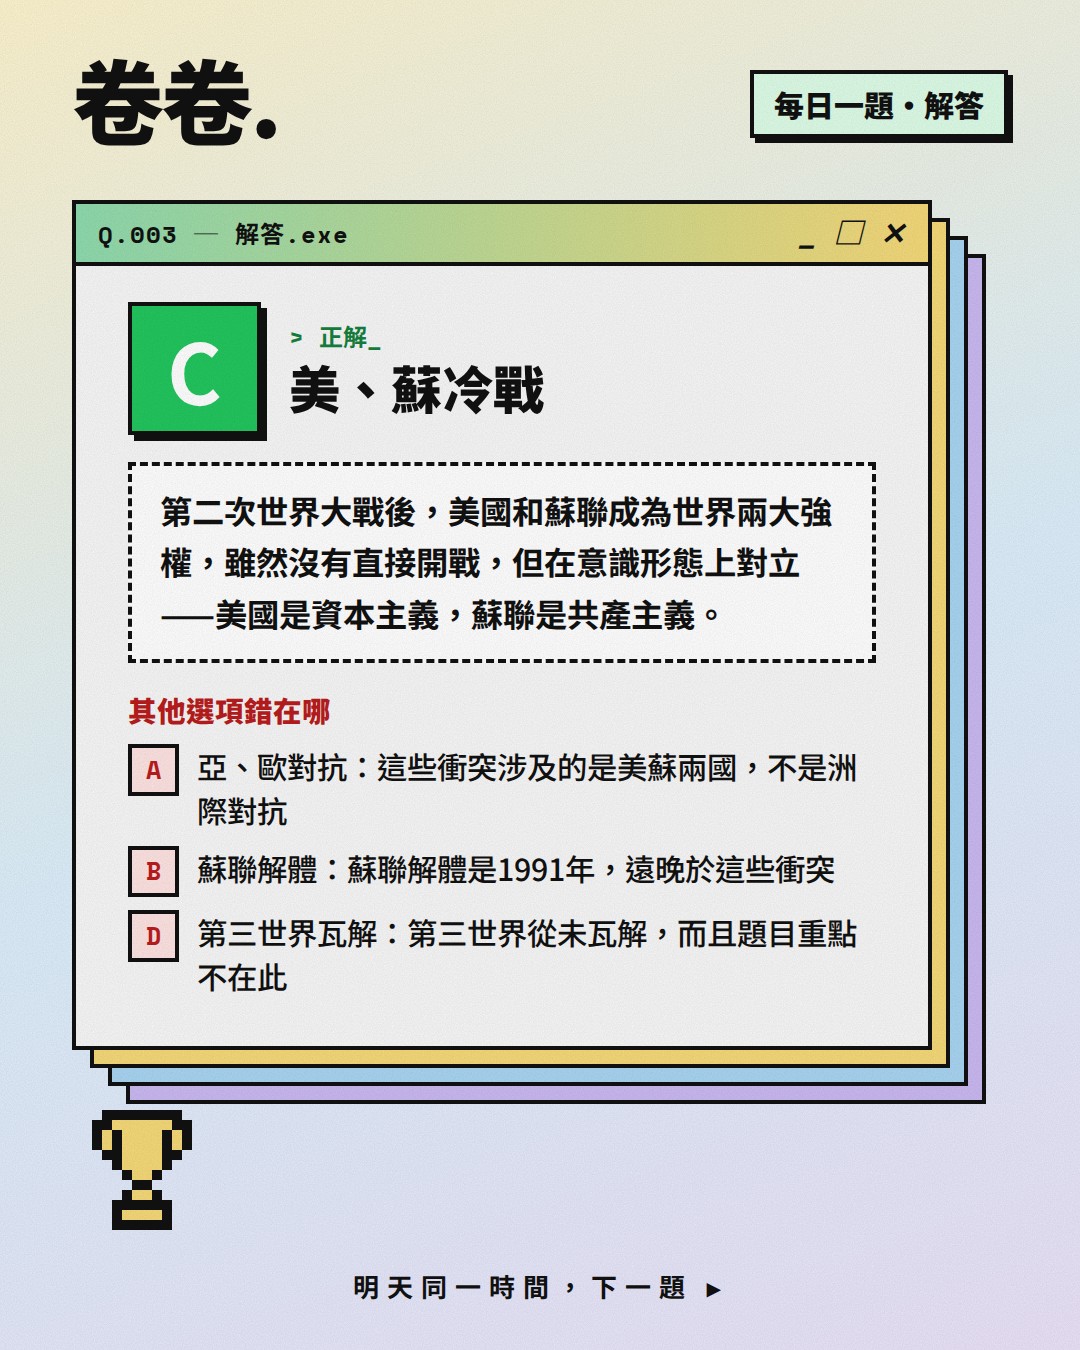 卷卷.
每日一題・解答
Q.003 — 解答.exe
_ □ ✕
C
> 正解_
美、蘇冷戰
第二次世界大戰後，美國和蘇聯成為世界兩大強
權，雖然沒有直接開戰，但在意識形態上對立
——美國是資本主義，蘇聯是共產主義。
其他選項錯在哪
A
亞、歐對抗：這些衝突涉及的是美蘇兩國，不是洲
際對抗
B
蘇聯解體：蘇聯解體是1991年，遠晚於這些衝突
D
第三世界瓦解：第三世界從未瓦解，而且題目重點
不在此
明天同一時間，下一題 ▶